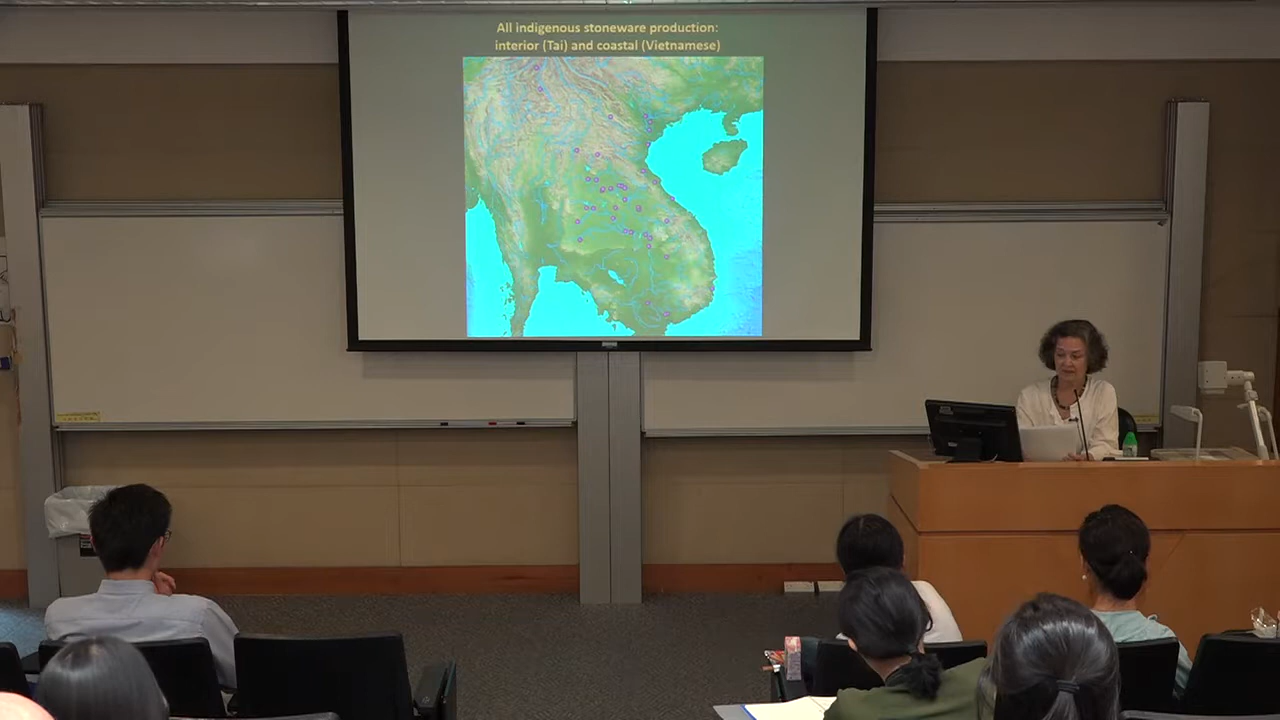 All indigenous stoneware production:
interior (Tai) and coastal (Vietnamese)